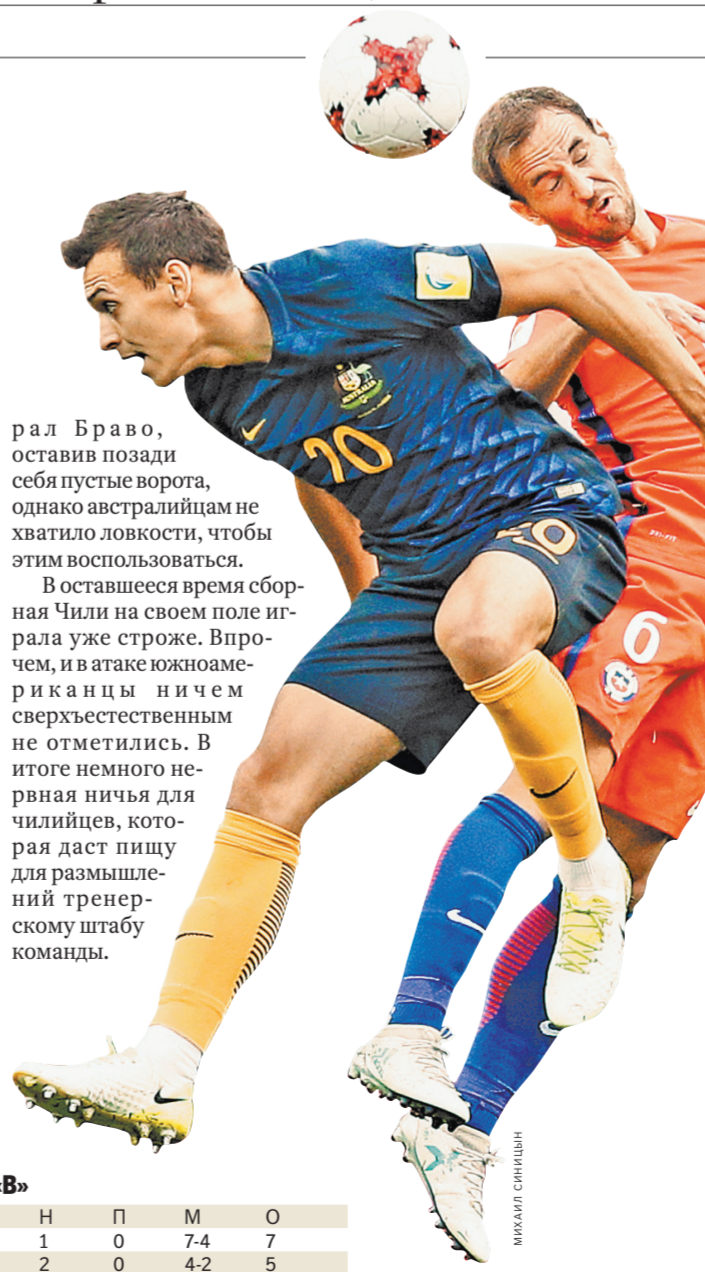 рал Браво,
оставив позади
себя пустые ворота,
однако австралийцам не
хватило ловкости, чтобы
этим воспользоваться.
В оставшееся время сбор-
ная Чили на своем поле иг-
рала уже строже. Впро-
чем, и в атаке южноаме-
риканцы ничем
сверхъестественным
не отметились. В
итоге немного не-
рвная ничья для
чилийцев, кото-
рая даст пищу
для размышле-
ний тренер-
скому штабу
команды.
AUSTRALIA
20
20
6
МИХАИЛ СИНИЦЫН
«В»
Н П М О
1 0 7-4 7
2 0 4-2 5